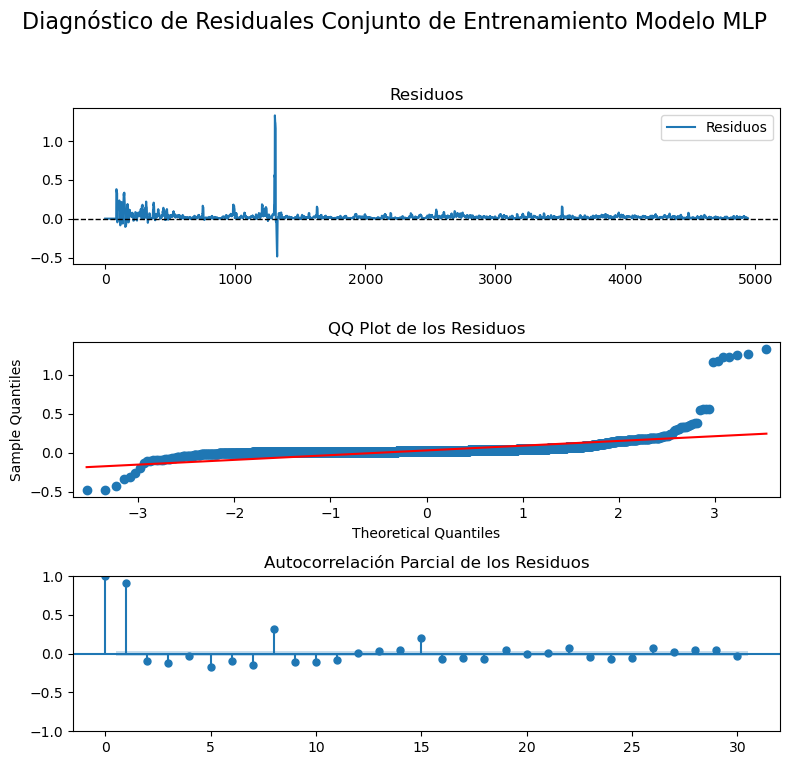 Diagnóstico de Residuales Conjunto de Entrenamiento Modelo MLP
Residuos
Residuos
1.0
0.5
0.0
−0.5
0 1000 2000 3000 4000 5000
QQ Plot de los Residuos
Sample Quantiles
1.0
0.5
0.0
−0.5
−3 −2 −1 0 1 2 3
Theoretical Quantiles
Autocorrelación Parcial de los Residuos
1.0
0.5
0.0
−0.5
−1.0
0 5 10 15 20 25 30